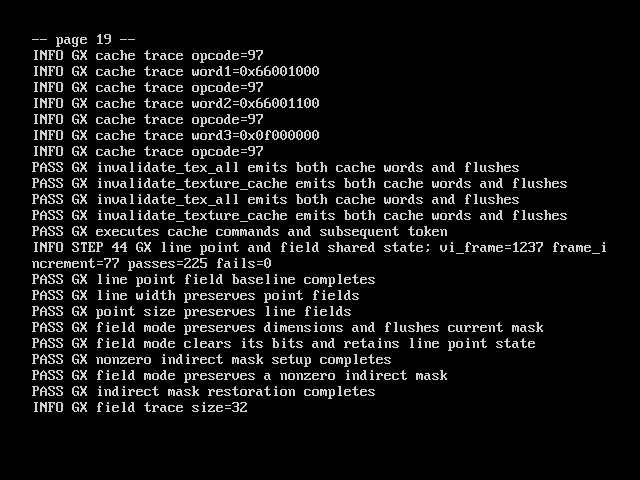 -- page 19 --
INFO GX cache trace opcode=97
INFO GX cache trace word1=0x66001000
INFO GX cache trace opcode=97
INFO GX cache trace word2=0x66001100
INFO GX cache trace opcode=97
INFO GX cache trace word3=0x0f000000
INFO GX cache trace opcode=97
PASS GX invalidate_tex_all emits both cache words and flushes
PASS GX invalidate_texture_cache emits both cache words and flushes
PASS GX invalidate_tex_all emits both cache words and flushes
PASS GX invalidate_texture_cache emits both cache words and flushes
PASS GX executes cache commands and subsequent token
INFO STEP 44 GX line point and field shared state; vi_frame=1237 frame_i
ncrement=77 passes=225 fails=0
PASS GX line point field baseline completes
PASS GX line width preserves point fields
PASS GX point size preserves line fields
PASS GX field mode preserves dimensions and flushes current mask
PASS GX field mode clears its bits and retains line point state
PASS GX nonzero indirect mask setup completes
PASS GX field mode preserves a nonzero indirect mask
PASS GX indirect mask restoration completes
INFO GX field trace size=32